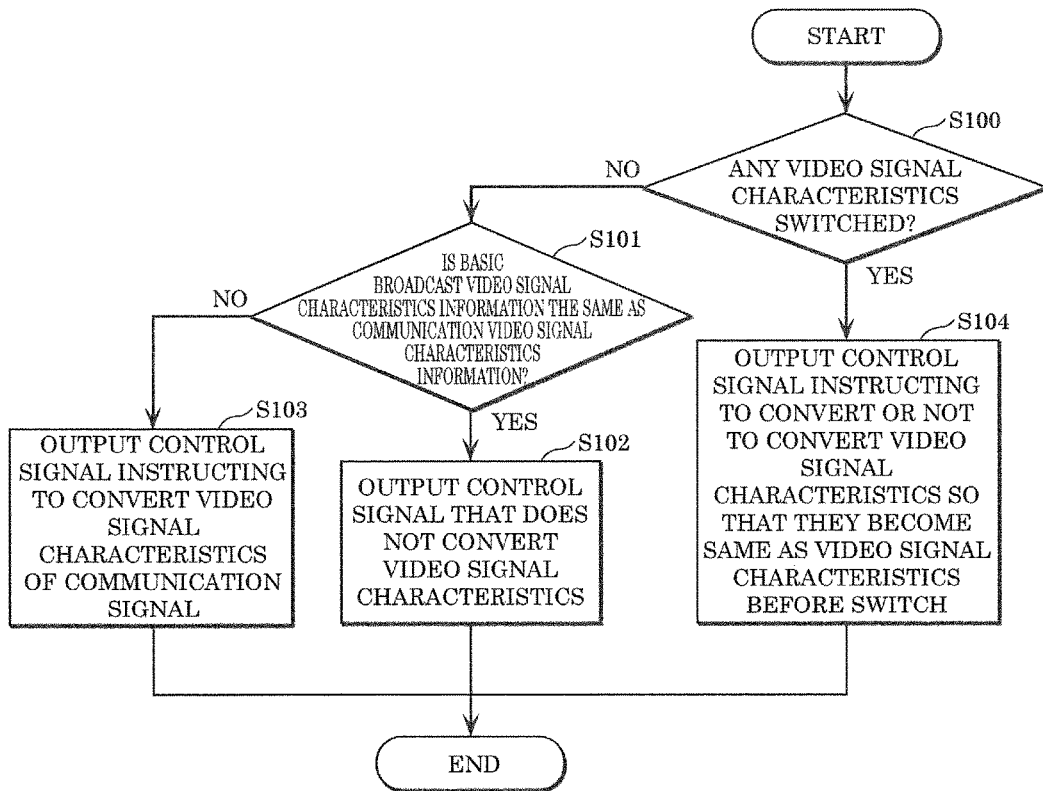 START
S100
ANY VIDEO SIGNAL
CHARACTERISTICS
SWITCHED?
NO
YES
S101
IS BASIC
BROADCAST VIDEO SIGNAL
CHARACTERISTICS INFORMATION THE SAME AS
COMMUNICATION VIDEO SIGNAL
CHARACTERISTICS
INFORMATION?
NO
YES
S103
OUTPUT CONTROL
SIGNAL INSTRUCTING
TO CONVERT VIDEO
SIGNAL
CHARACTERISTICS
OF COMMUNICATION
SIGNAL
S102
OUTPUT CONTROL
SIGNAL THAT DOES
NOT CONVERT
VIDEO SIGNAL
CHARACTERISTICS
S104
OUTPUT CONTROL
SIGNAL INSTRUCTING
TO CONVERT OR NOT
TO CONVERT VIDEO
SIGNAL
CHARACTERISTICS SO
THAT THEY BECOME
SAME AS VIDEO SIGNAL
CHARACTERISTICS
BEFORE SWITCH
END